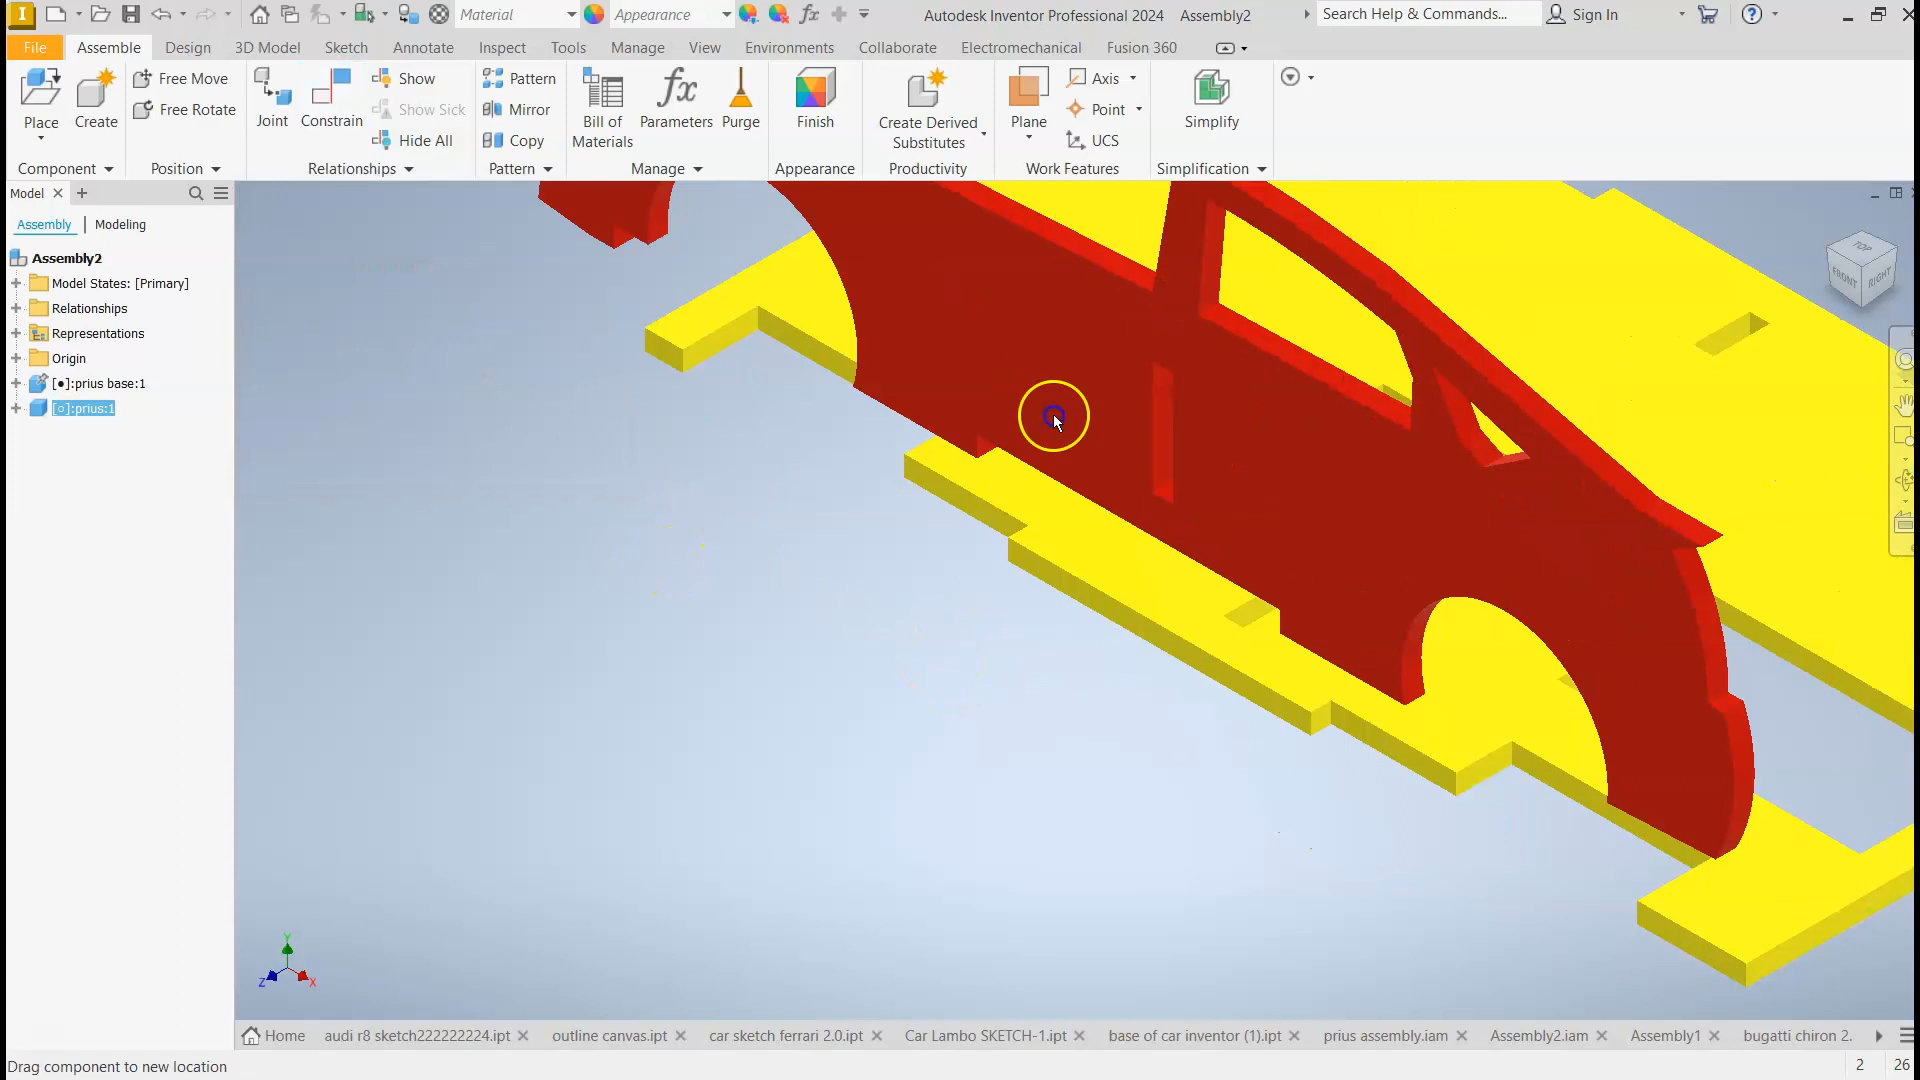 Material
Appearance
Autodesk Inventor Professional 2024 Assembly2
Search Help & Commands...
Sign In
File Assemble Design 3D Model Sketch Annotate Inspect Tools Manage View Environments Collaborate Electromechanical Fusion 360
Place
Create
Free Move
Free Rotate
Joint
Constrain
Show
Show Sick
Hide All
Pattern
Mirror
Copy
Bill of
Materials
Parameters
Purge
Finish
Create Derived
Substitutes
Plane
Axis
Point
UCS
Simplify
Component Position Relationships Pattern Manage Appearance Productivity Work Features Simplification
Model
Assembly | Modeling
Assembly2
Model States: [Primary]
Relationships
Representations
Origin
[●]:prius base:1
[○]:prius:1
TOP
FRONT
RIGHT
Y
Z
X
Home audi r8 sketch222222224.ipt outline canvas.ipt car sketch ferrari 2.0.ipt Car Lambo SKETCH-1.ipt base of car inventor (1).ipt prius assembly.iam Assembly2.iam Assembly1 bugatti chiron 2.
Drag component to new location
2 26